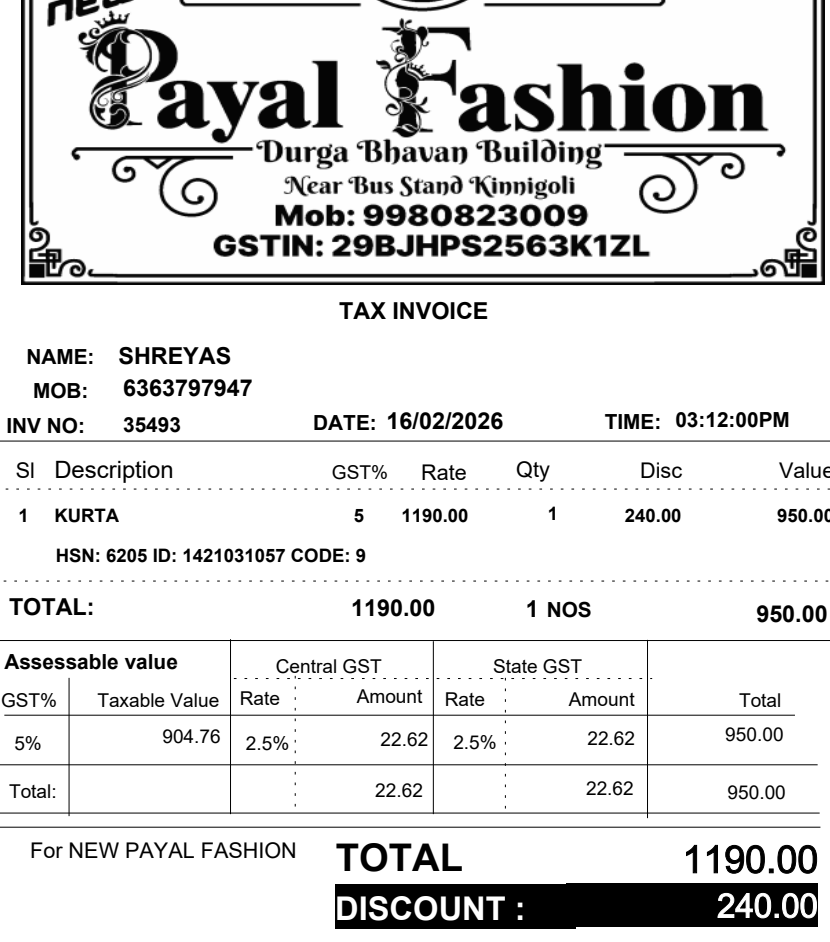 new
Payal Fashion
Durga Bhavan Building
Near Bus Stand Kinnigoli
Mob: 9980823009
GSTIN: 29BJHPS2563K1ZL
TAX INVOICE
NAME: SHREYAS
MOB: 6363797947
INV NO: 35493 DATE: 16/02/2026 TIME: 03:12:00PM
Sl Description GST% Rate Qty Disc Value
1 KURTA 5 1190.00 1 240.00 950.00
HSN: 6205 ID: 1421031057 CODE: 9
TOTAL: 1190.00 1 NOS 950.00
Assessable value Central GST State GST
GST% Taxable Value Rate Amount Rate Amount Total
5% 904.76 2.5% 22.62 2.5% 22.62 950.00
Total: 22.62 22.62 950.00
For NEW PAYAL FASHION TOTAL 1190.00
DISCOUNT : 240.00